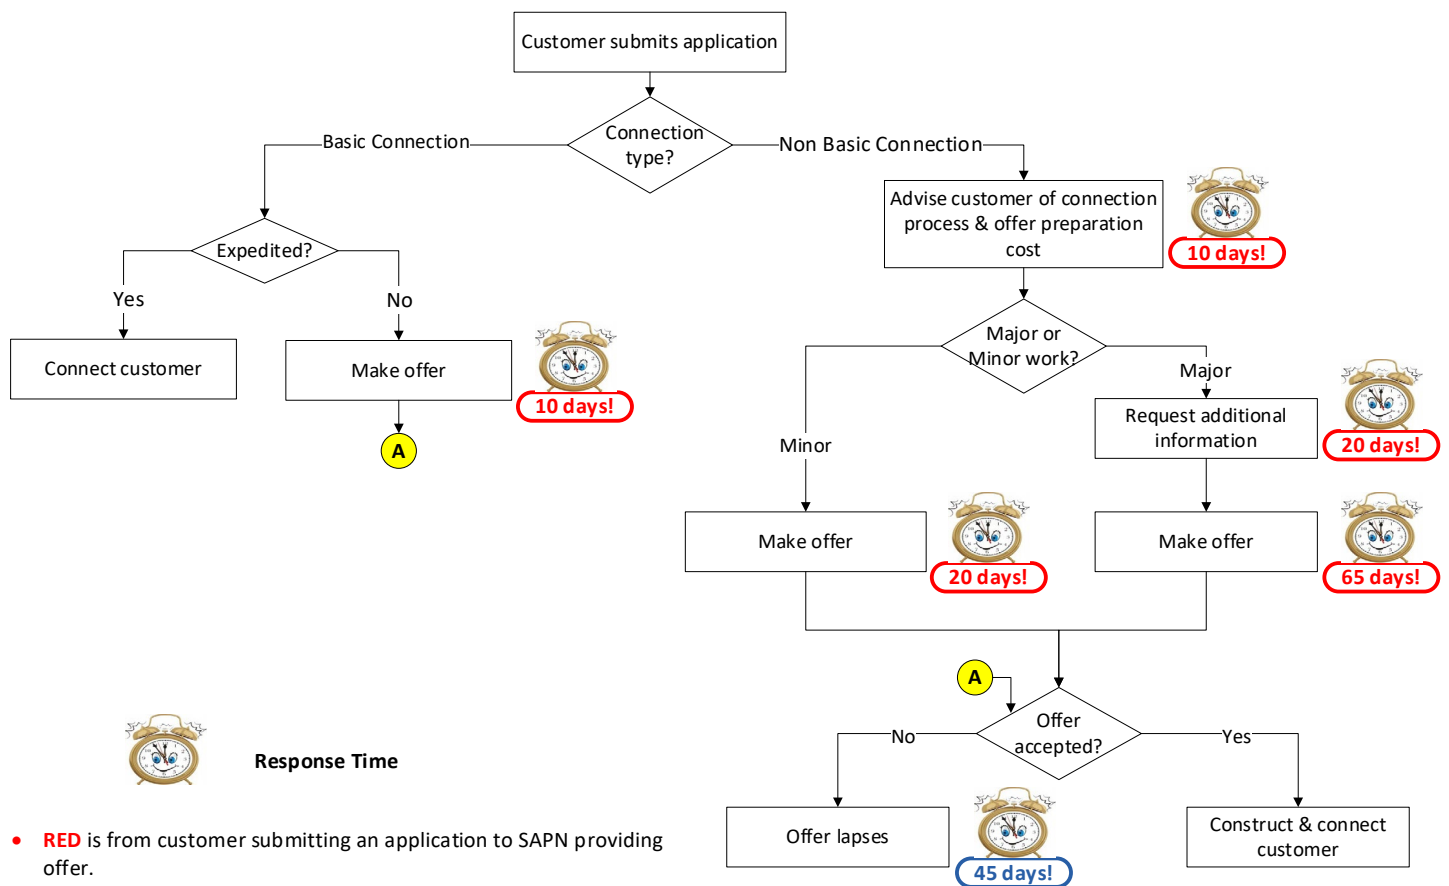 Customer submits application
Connection
type?
Basic Connection
Non Basic Connection
Advise customer of connection
process & offer preparation
cost
10 days!
Expedited?
Yes
No
Connect customer
Make offer
10 days!
A
Major or
Minor work?
Major
Minor
Request additional
information
20 days!
Make offer
20 days!
Make offer
65 days!
A
Offer
accepted?
No
Yes
Offer lapses
45 days!
Construct & connect
customer
Response Time
• RED is from customer submitting an application to SAPN providing
offer.